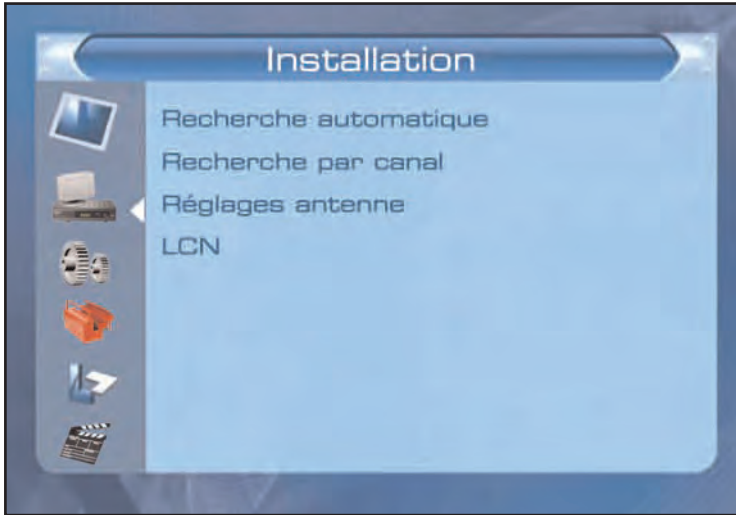 Installation
Recherche automatique
Recherche par canal
Réglages antenne
LCN